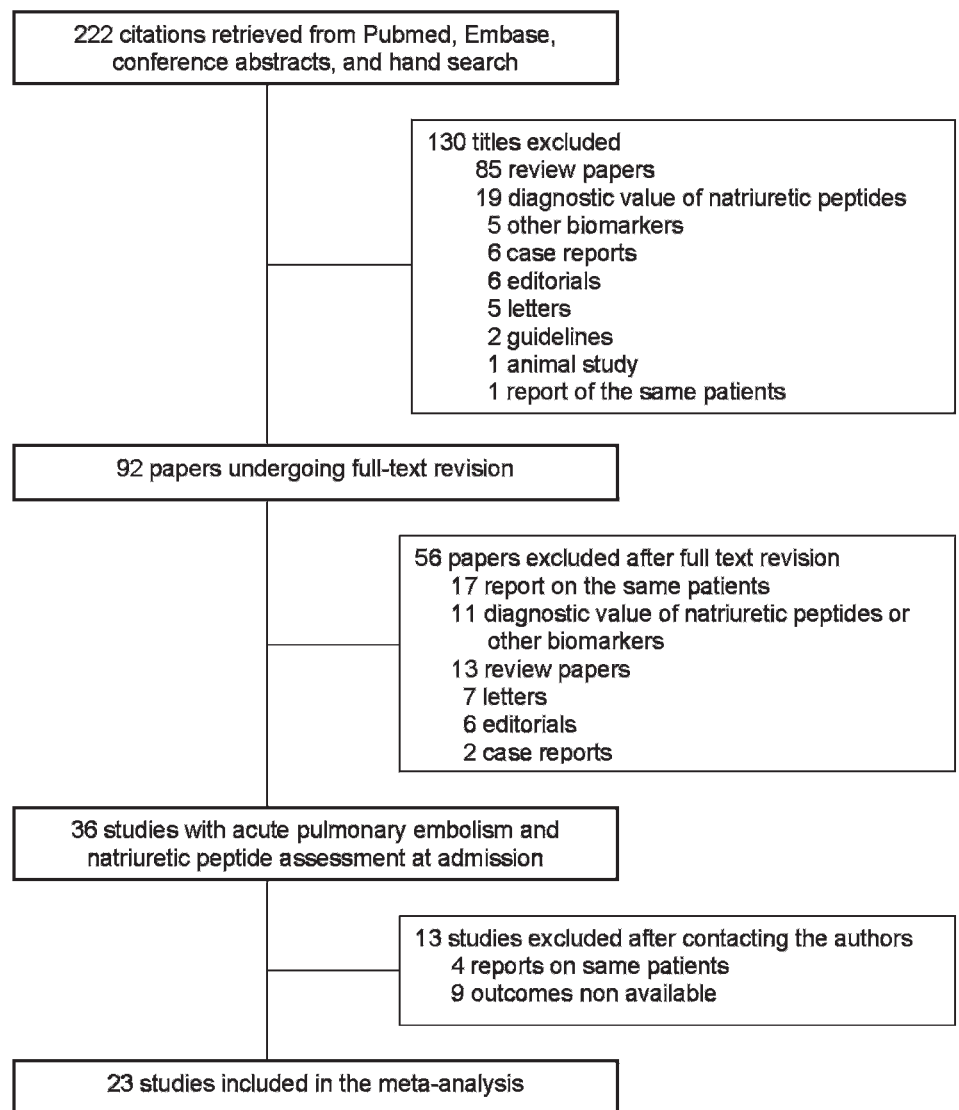 222 citations retrieved from Pubmed, Embase,
conference abstracts, and hand search
130 titles excluded
85 review papers
19 diagnostic value of natriuretic peptides
5 other biomarkers
6 case reports
6 editorials
5 letters
2 guidelines
1 animal study
1 report of the same patients
92 papers undergoing full-text revision
56 papers excluded after full text revision
17 report on the same patients
11 diagnostic value of natriuretic peptides or
other biomarkers
13 review papers
7 letters
6 editorials
2 case reports
36 studies with acute pulmonary embolism and
natriuretic peptide assessment at admission
13 studies excluded after contacting the authors
4 reports on same patients
9 outcomes non available
23 studies included in the meta-analysis